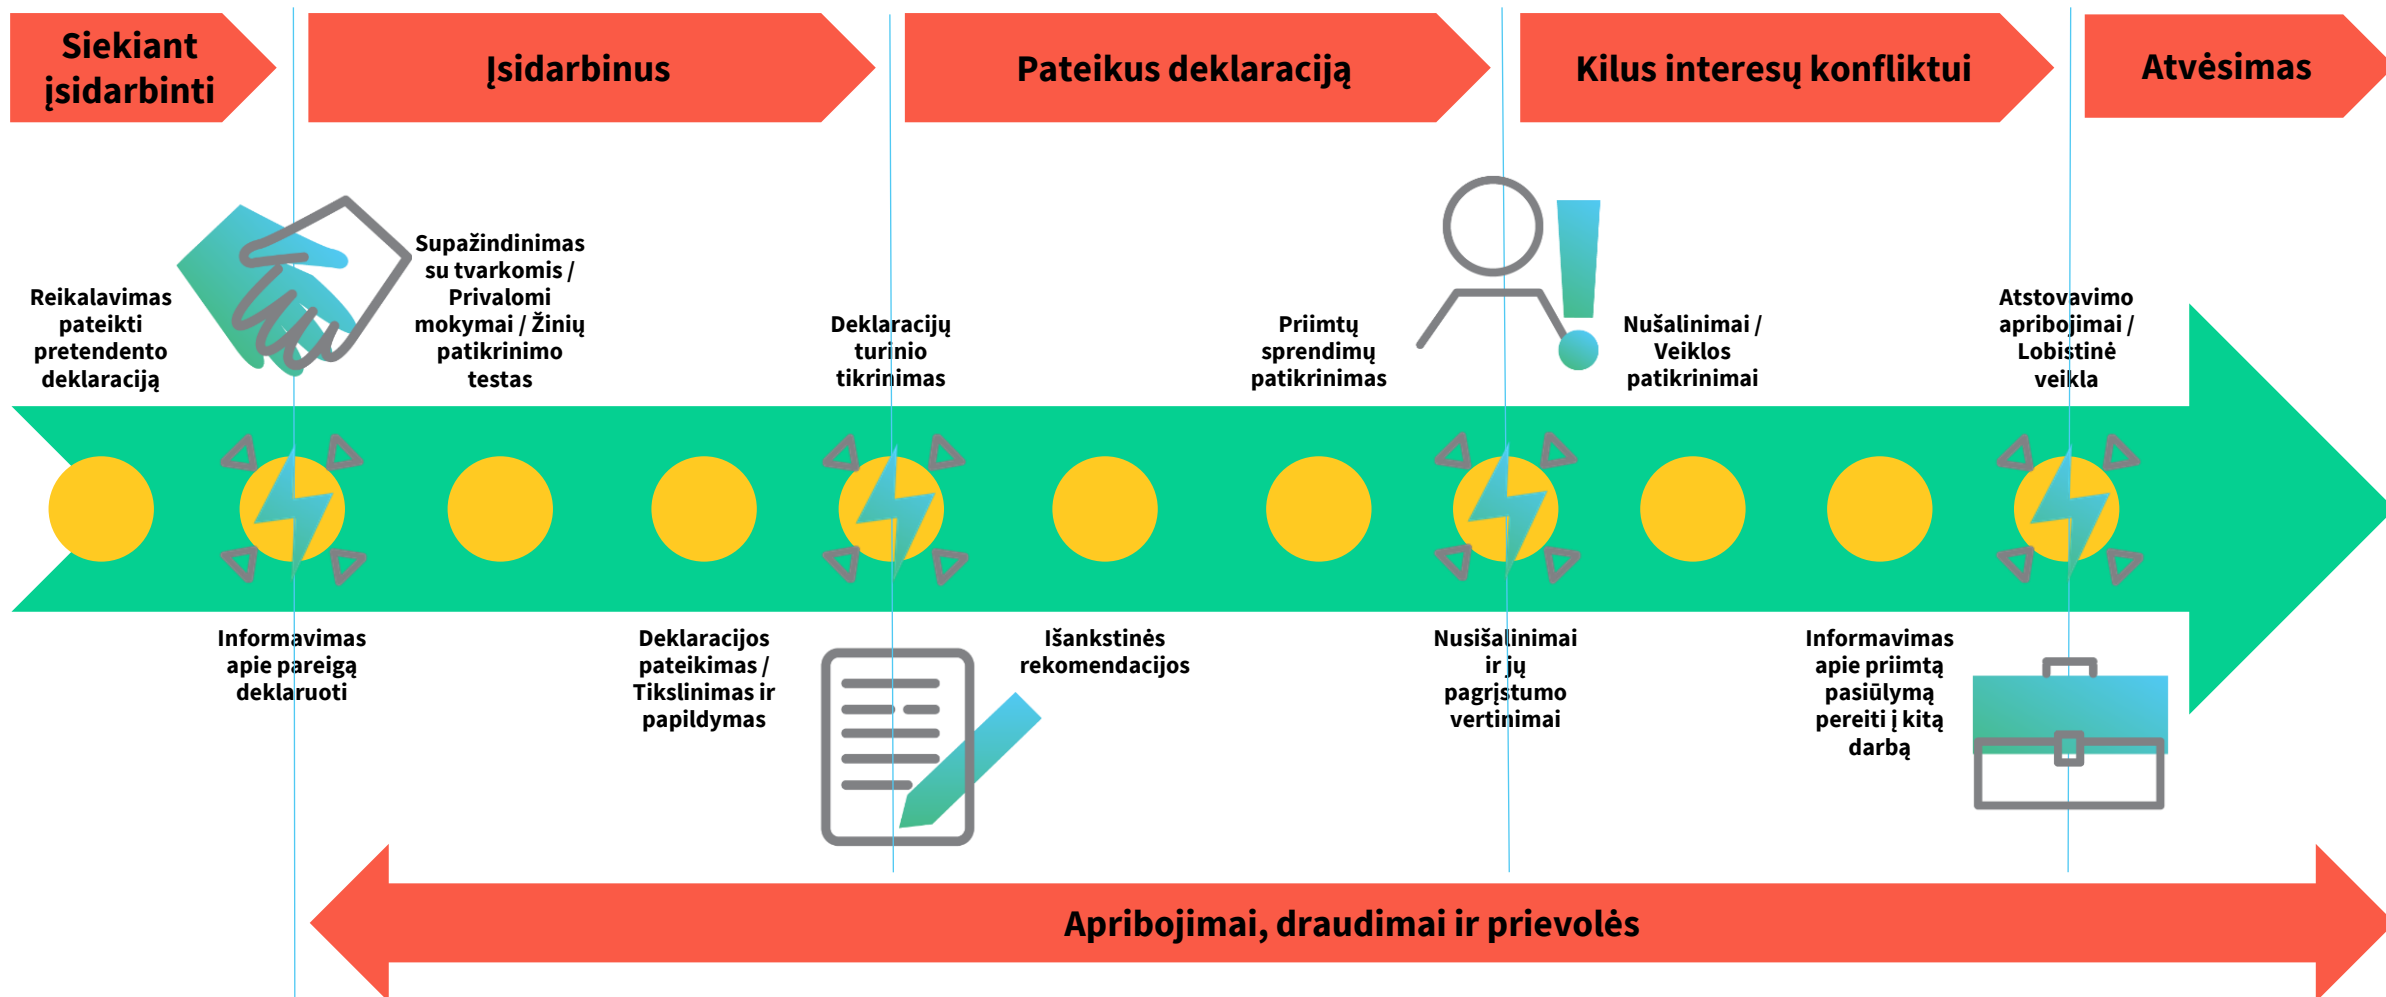 Siekiant
įsidarbinti
Įsidarbinus
Pateikus deklaraciją
Kilus interesų konfliktui
Atvėsimas
Reikalavimas
pateikti
pretendento
deklaraciją
Supažindinimas
su tvarkomis /
Privalomi
mokymai / Žinių
patikrinimo
testas
Deklaracijų
turinio
tikrinimas
Priimtų
sprendimų
patikrinimas
Nušalinimai /
Veiklos
patikrinimai
Atstovavimo
apribojimai /
Lobistinė
veikla
Informavimas
apie pareigą
deklaruoti
Deklaracijos
pateikimas /
Tikslinimas ir
papildymas
Išankstinės
rekomendacijos
Nusišalinimai
ir jų
pagrįstumo
vertinimai
Informavimas
apie priimtą
pasiūlymą
pereiti į kitą
darbą
Apribojimai, draudimai ir prievolės